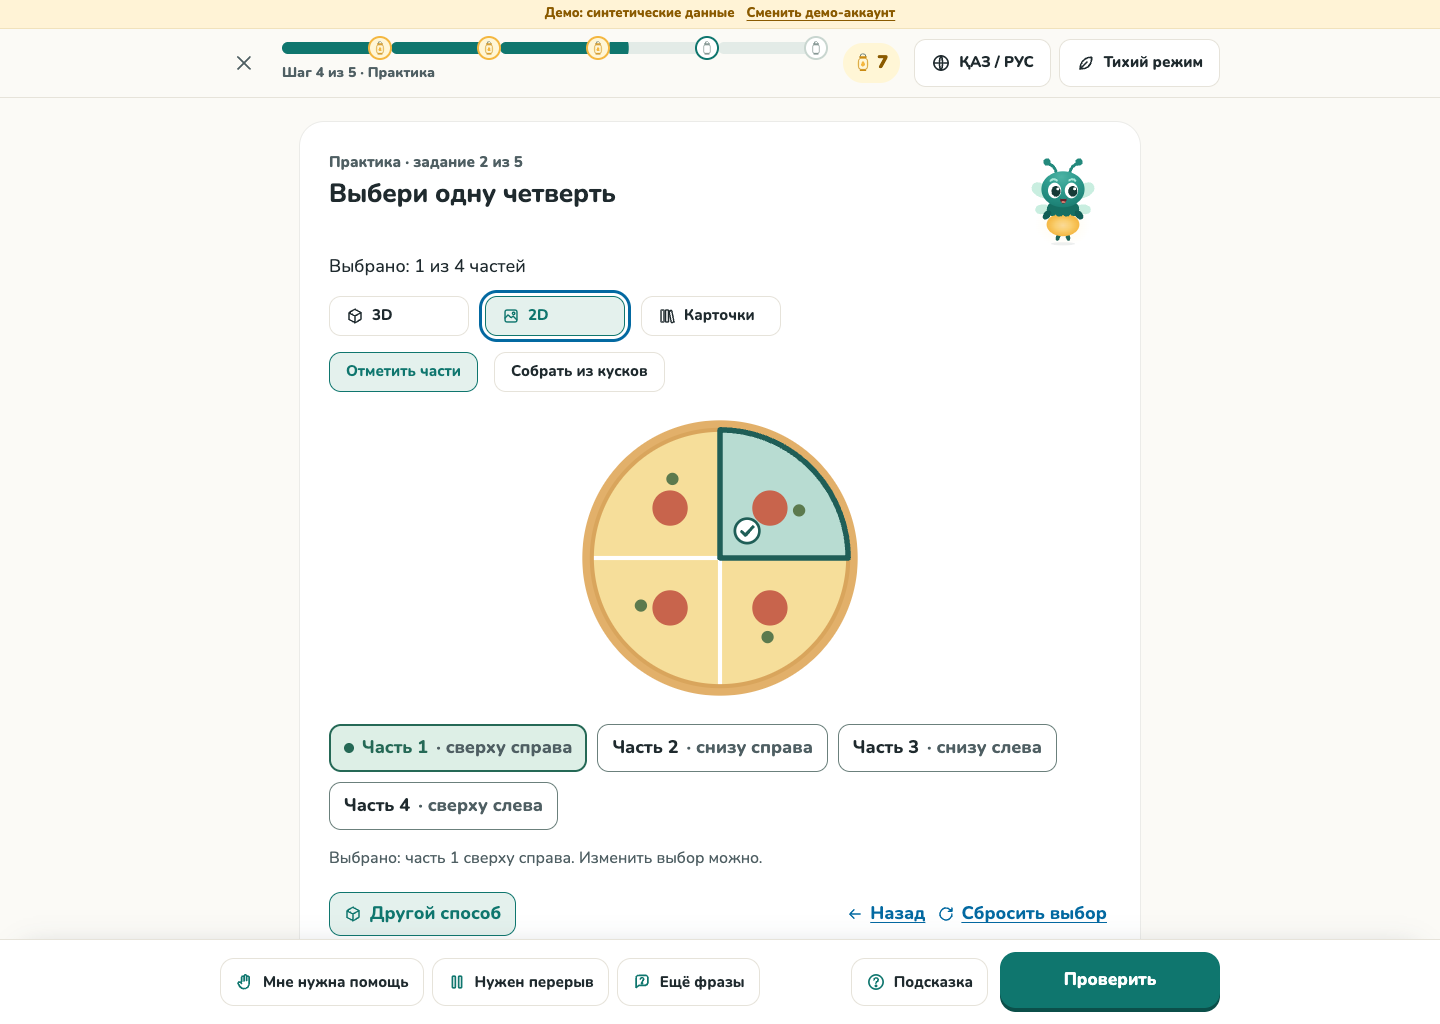 Демо: синтетические данные Сменить демо-аккаунт
Шаг 4 из 5 · Практика
7
ҚАЗ / РУС
Тихий режим
Практика · задание 2 из 5
Выбери одну четверть
Выбрано: 1 из 4 частей
3D
2D
Карточки
Отметить части
Собрать из кусков
Часть 1 · сверху справа
Часть 2 · снизу справа
Часть 3 · снизу слева
Часть 4 · сверху слева
Выбрано: часть 1 сверху справа. Изменить выбор можно.
Другой способ
Назад
Сбросить выбор
Мне нужна помощь
Нужен перерыв
Ещё фразы
Подсказка
Проверить